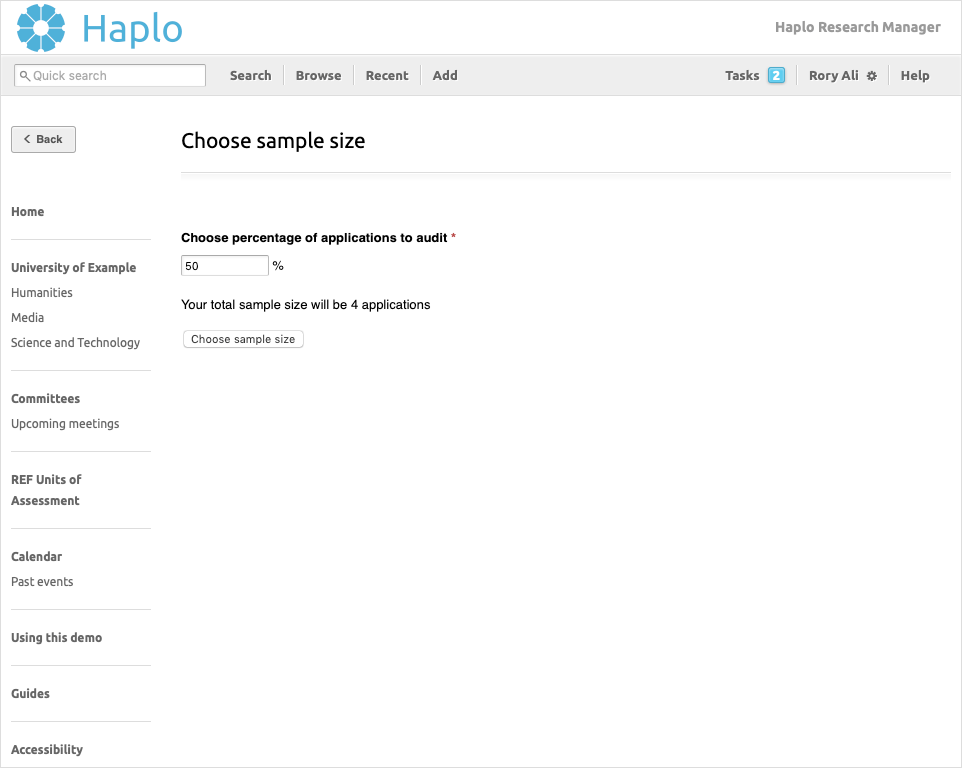 Haplo
Haplo Research Manager
Quick search
Search
Browse
Recent
Add
Tasks 2
Rory Ali
Help
Back
Choose sample size
Home
University of Example
Humanities
Media
Science and Technology
Committees
Upcoming meetings
REF Units of
Assessment
Calendar
Past events
Using this demo
Guides
Accessibility
Choose percentage of applications to audit *
50 %
Your total sample size will be 4 applications
Choose sample size